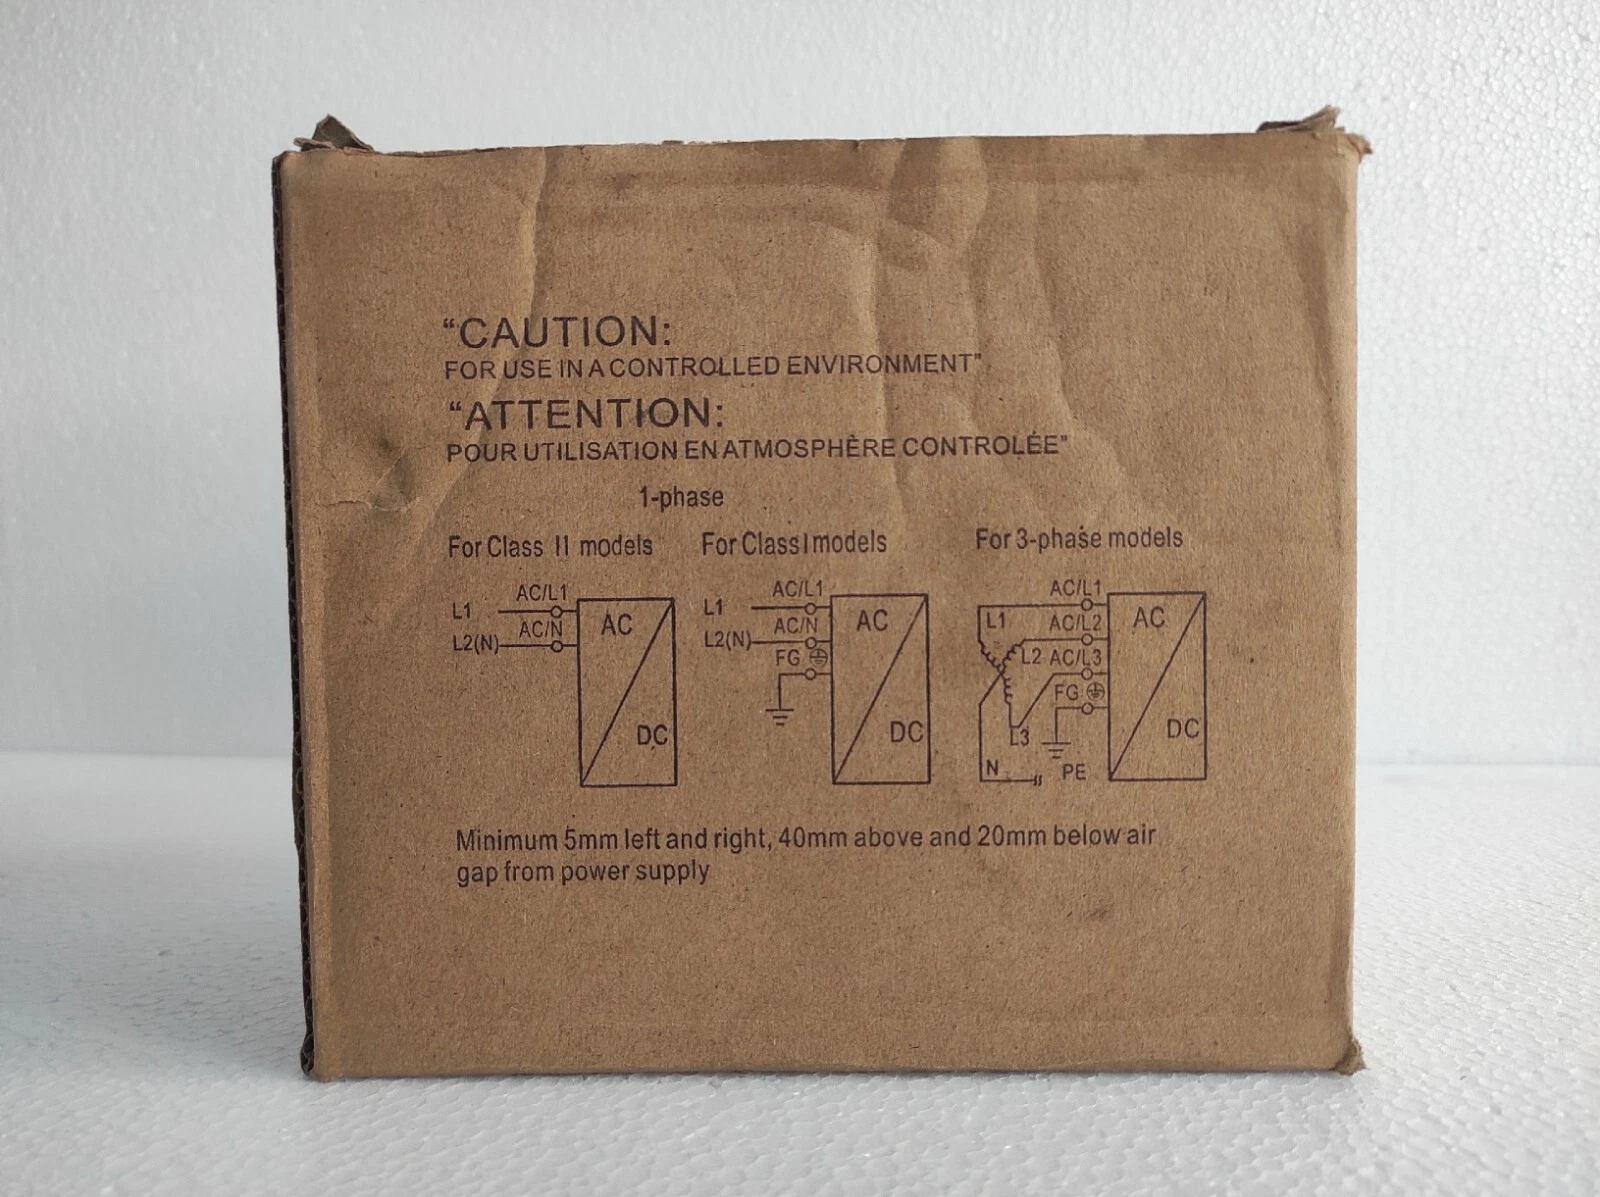 “CAUTION:
FOR USE IN A CONTROLLED ENVIRONMENT”
“ATTENTION:
POUR UTILISATION EN ATMOSPHÈRE CONTROLÉE”
1-phase
For Class II models
AC/L1
L1
AC
AC/N
L2(N)
DC
For Class I models
AC/L1
L1
AC
AC/N
L2(N)
FG
DC
For 3-phase models
AC/L1
L1
AC/L2
AC
L2
AC/L3
FG
L3
DC
N
PE
Minimum 5mm left and right, 40mm above and 20mm below air
gap from power supply